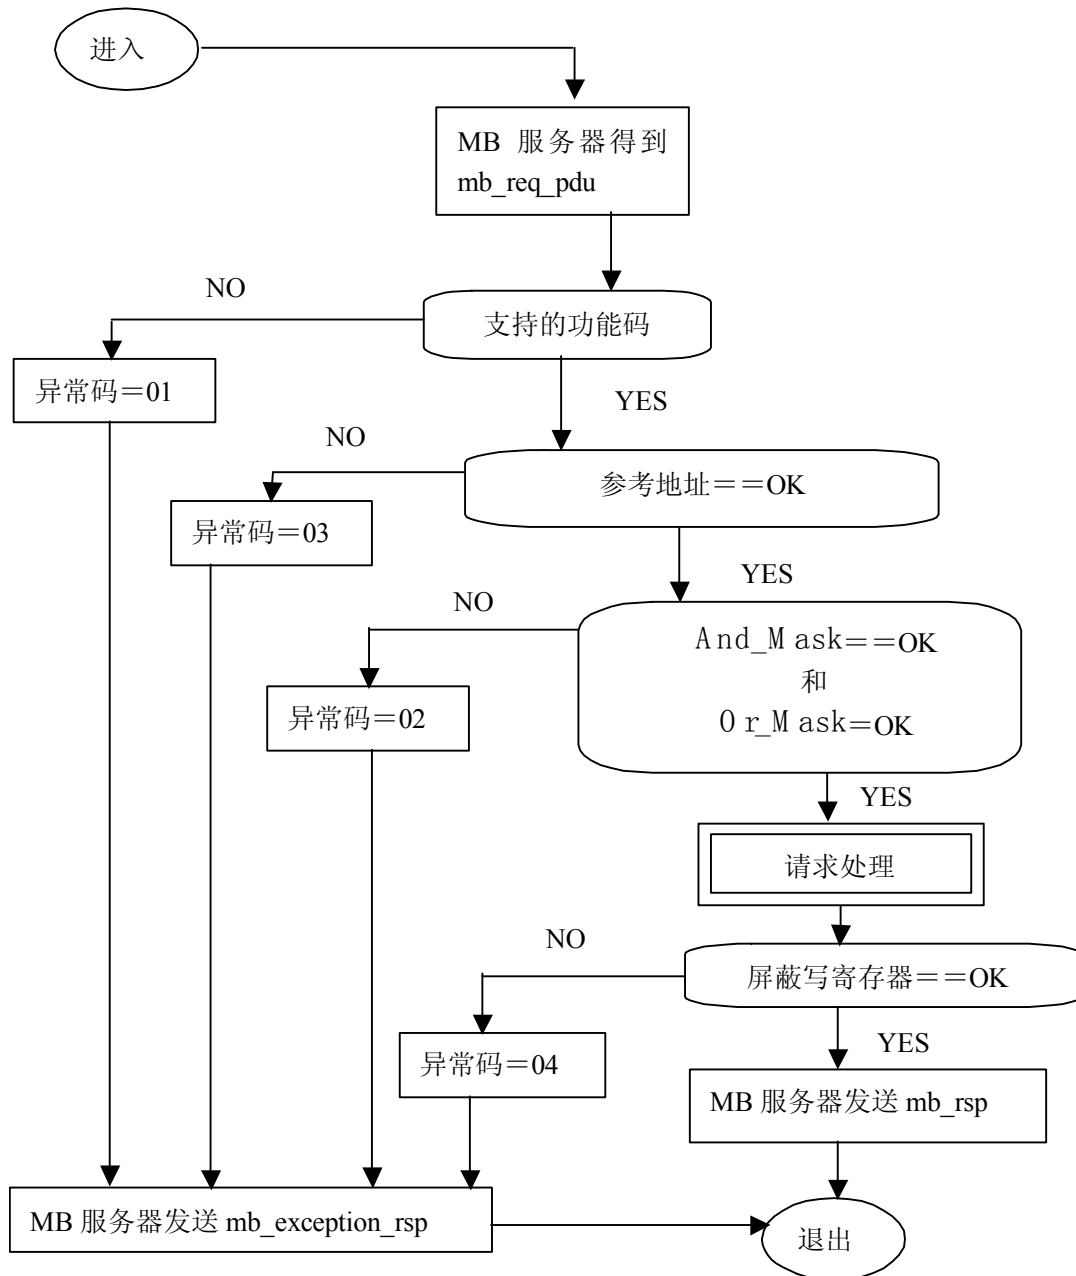 进入
MB 服务器得到
mb_req_pdu
NO
支持的功能码
异常码＝01
YES
NO
参考地址＝＝OK
异常码＝03
YES
NO
And_Mask＝＝OK
和
Or_Mask＝OK
异常码＝02
YES
请求处理
NO
屏蔽写寄存器＝＝OK
异常码＝04
YES
MB 服务器发送 mb_rsp
MB 服务器发送 mb_exception_rsp
退出